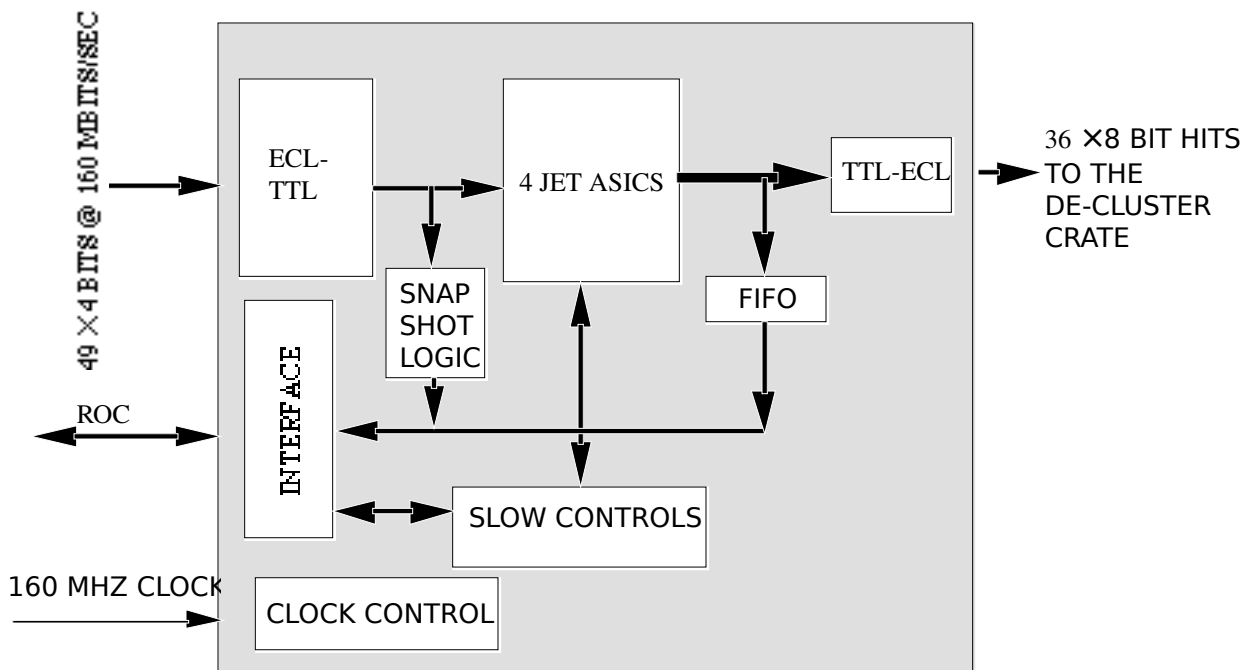 49 ×4 BITS @ 160 MBITS/SEC
ECL-
TTL
4 JET ASICS
TTL-ECL
36 ×8 BIT HITS
TO THE
DE-CLUSTER
CRATE
SNAP
SHOT
LOGIC
FIFO
INTERFACE
ROC
SLOW CONTROLS
160 MHZ CLOCK
CLOCK CONTROL